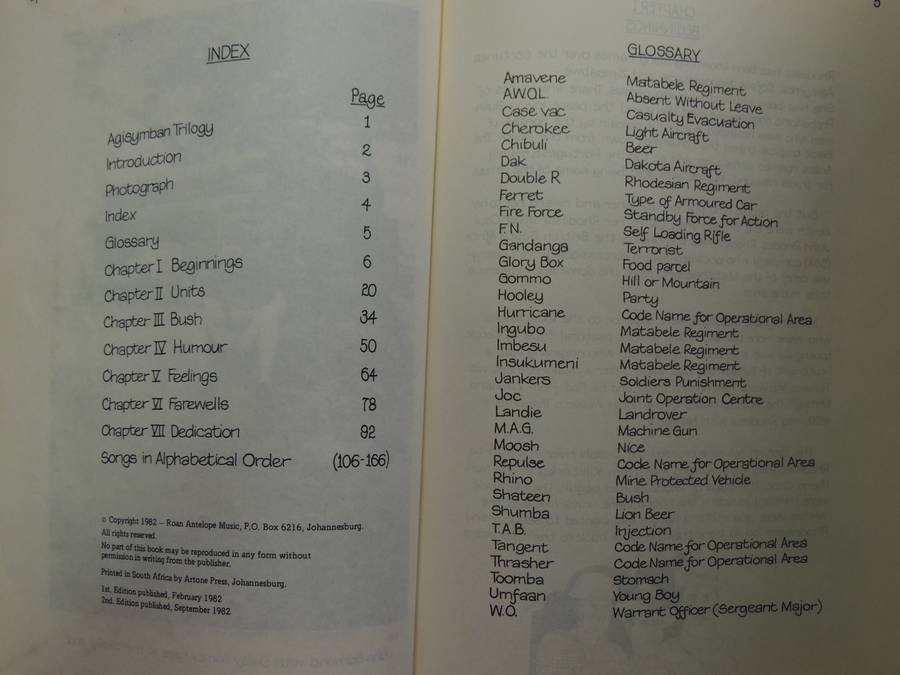 INDEX
Page
Agisymban Trilogy 1
Introduction 2
Photograph 3
Index 4
Glossary 5
Chapter I Beginnings 6
Chapter II Units 20
Chapter III Bush 34
Chapter IV Humour 50
Chapter V Feelings 64
Chapter VI Farewells 78
Chapter VII Dedication 92
Songs in Alphabetical Order (106-166)
© Copyright 1982 – Roan Antelope Music, P.O. Box 6216, Johannesburg.
All rights reserved.
No part of this book may be reproduced in any form without
permission in writing from the publisher.
Printed in South Africa by Artone Press, Johannesburg.
1st. Edition published, February 1982
2nd. Edition published, September 1982
5
GLOSSARY
Amavene Matabele Regiment
A.W.O.L. Absent Without Leave
Case vac Casualty Evacuation
Cherokee Light Aircraft
Chibuli Beer
Dak Dakota Aircraft
Double R Rhodesian Regiment
Ferret Type of Armoured Car
Fire Force Standby Force for Action
F.N. Self Loading Rifle
Gandanga Terrorist
Glory Box Food parcel
Gommo Hill or Mountain
Hooley Party
Hurricane Code Name for Operational Area
Ingubo Matabele Regiment
Imbesu Matabele Regiment
Insukumeni Matabele Regiment
Jankers Soldiers Punishment
Joc Joint Operation Centre
Landie Landrover
M.A.G. Machine Gun
Moosh Nice
Repulse Code Name for Operational Area
Rhino Mine Protected Vehicle
Shateen Bush
Shumba Lion Beer
T.A.B. Injection
Tangent Code Name for Operational Area
Thrasher Code Name for Operational Area
Toomba Stomach
Umfaan Young Boy
W.O. Warrant Officer (Sergeant Major)